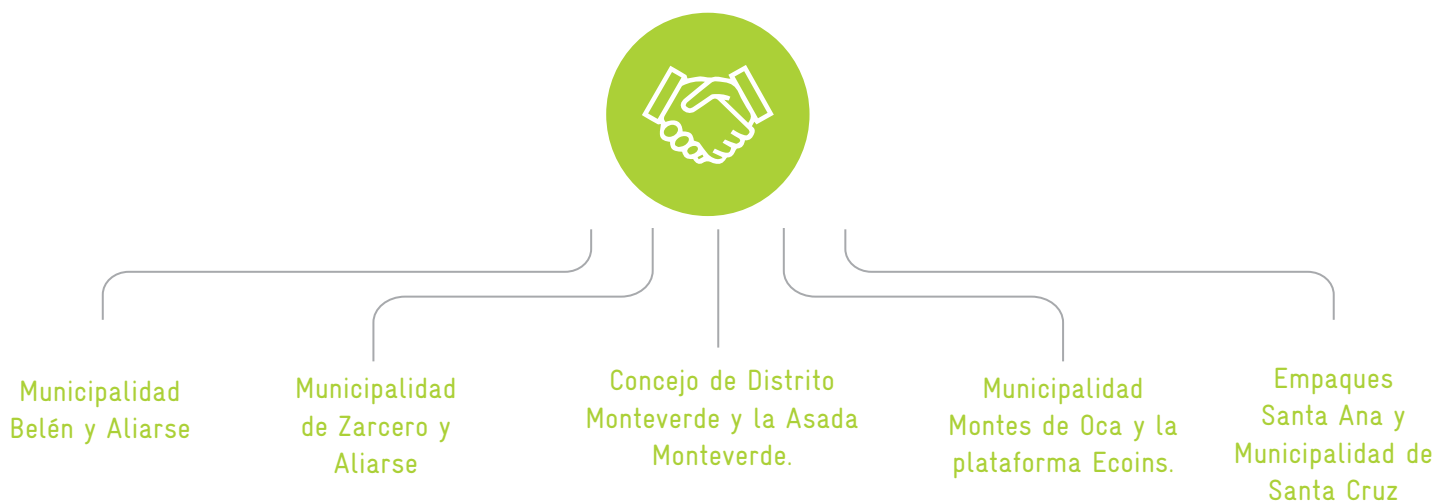 Municipalidad
Belén y Aliarse
Municipalidad
de Zarcero y
Aliarse
Concejo de Distrito
Monteverde y la Asada
Monteverde.
Municipalidad
Montes de Oca y la
plataforma Ecoins.
Empaques
Santa Ana y
Municipalidad de
Santa Cruz